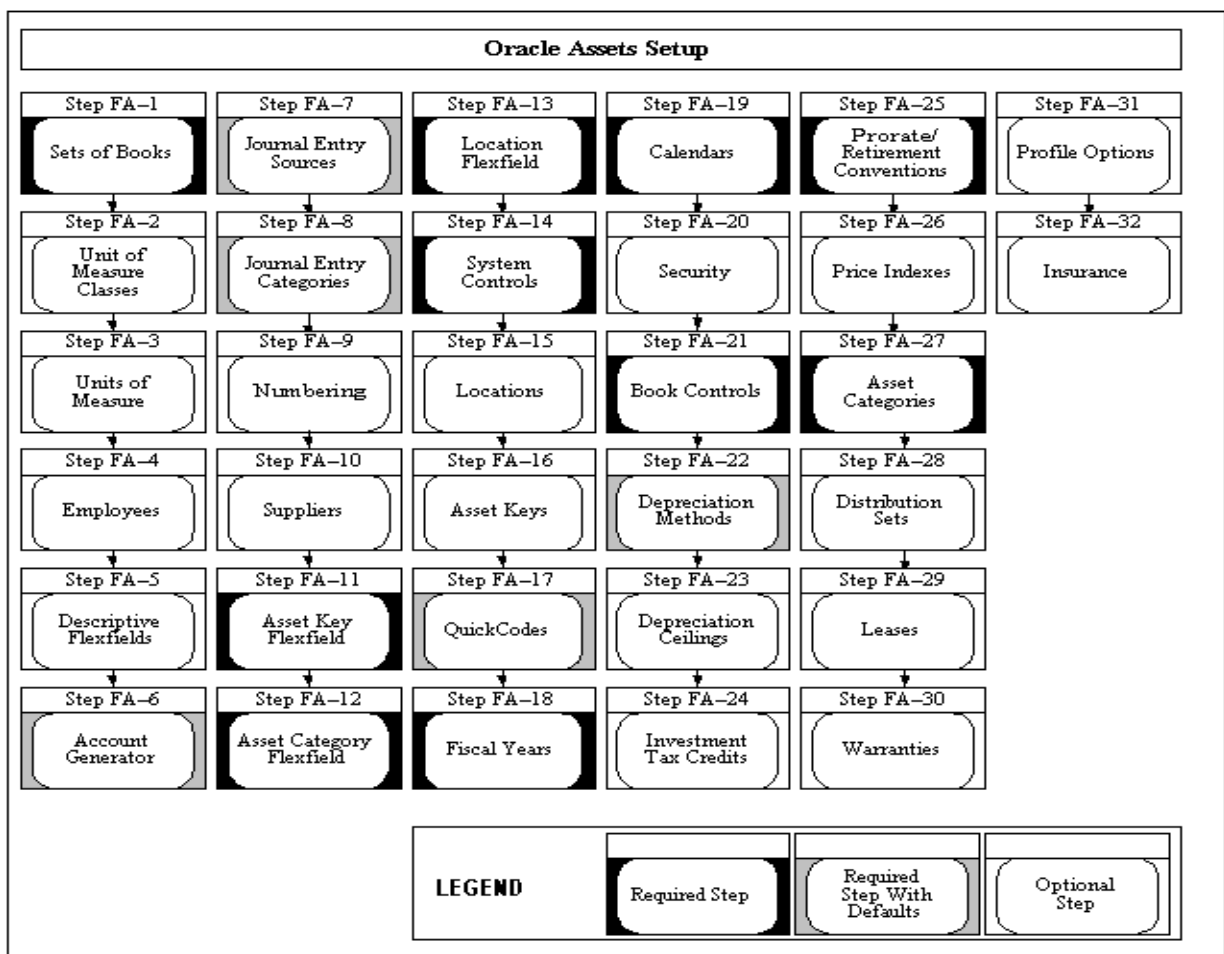 Oracle Assets Setup
Step FA–1
Sets of Books
Step FA–2
Unit of
Measure
Classes
Step FA–3
Units of
Measure
Step FA–4
Employees
Step FA–5
Descriptive
Flexfields
Step FA–6
Account
Generator
Step FA–7
Journal Entry
Sources
Step FA–8
Journal Entry
Categories
Step FA–9
Numbering
Step FA–10
Suppliers
Step FA–11
Asset Key
Flexfield
Step FA–12
Asset Category
Flexfield
Step FA–13
Location
Flexfield
Step FA–14
System
Controls
Step FA–15
Locations
Step FA–16
Asset Keys
Step FA–17
QuickCodes
Step FA–18
Fiscal Years
Step FA–19
Calendars
Step FA–20
Security
Step FA–21
Book Controls
Step FA–22
Depreciation
Methods
Step FA–23
Depreciation
Ceilings
Step FA–24
Investment
Tax Credits
Step FA–25
Prorate/
Retirement
Conventions
Step FA–26
Price Indexes
Step FA–27
Asset
Categories
Step FA–28
Distribution
Sets
Step FA–29
Leases
Step FA–30
Warranties
Step FA–31
Profile Options
Step FA–32
Insurance
LEGEND
Required Step
Required
Step With
Defaults
Optional
Step